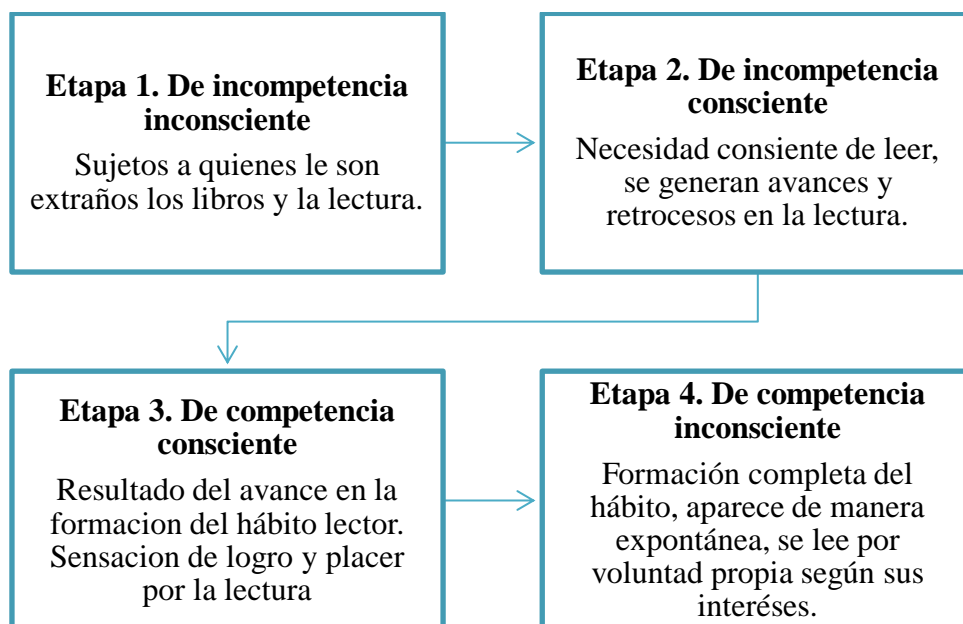 Etapa 1. De incompetencia
inconsciente
Sujetos a quienes le son
extraños los libros y la lectura.
Etapa 2. De incompetencia
consciente
Necesidad consiente de leer,
se generan avances y
retrocesos en la lectura.
Etapa 3. De competencia
consciente
Resultado del avance en la
formacion del hábito lector.
Sensacion de logro y placer
por la lectura
Etapa 4. De competencia
inconsciente
Formación completa del
hábito, aparece de manera
expontánea, se lee por
voluntad propia según sus
interéses.